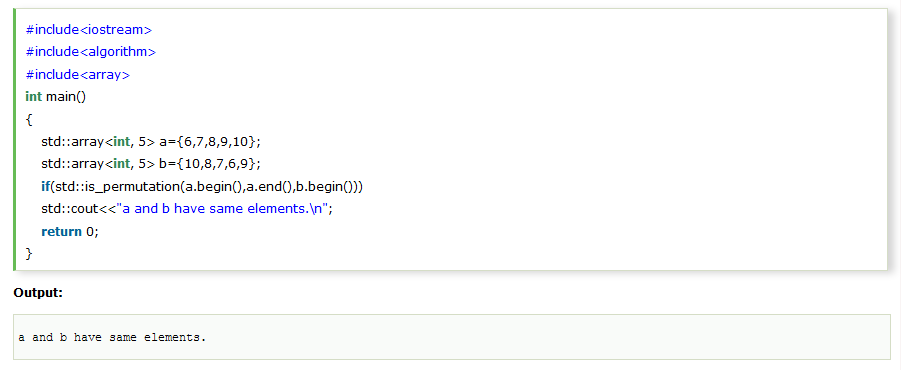 #include<iostream>
#include<algorithm>
#include<array>
int main()
{
std::array<int, 5> a={6,7,8,9,10};
std::array<int, 5> b={10,8,7,6,9};
if(std::is_permutation(a.begin(),a.end(),b.begin()))
std::cout<<"a and b have same elements.\n";
return 0;
}
Output:
a and b have same elements.